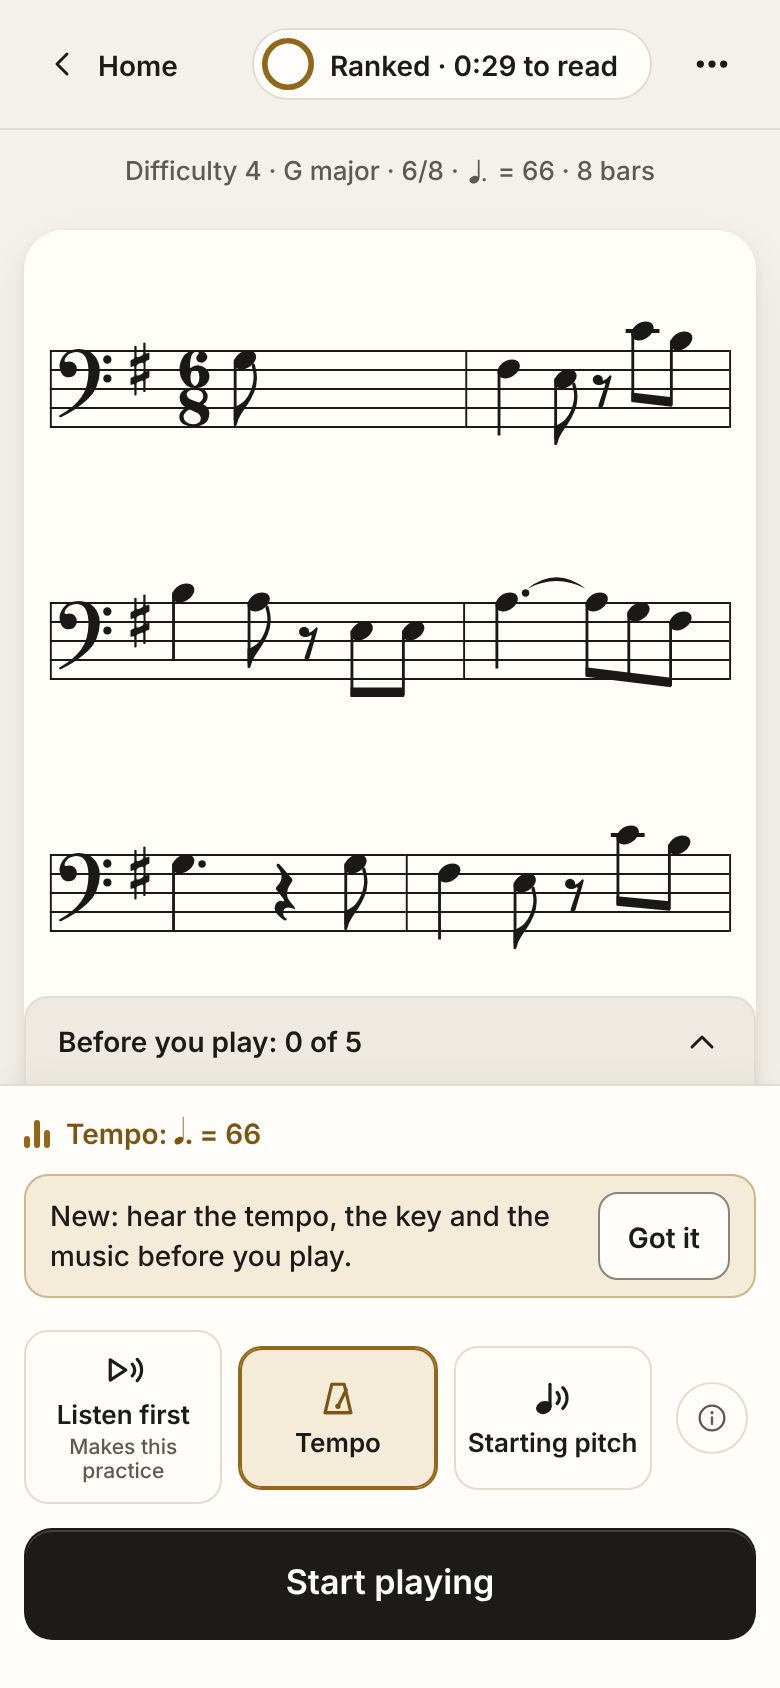 Home
Ranked · 0:29 to read
Difficulty 4 · G major · 6/8 · ♩. = 66 · 8 bars
6
8
Before you play: 0 of 5
Tempo: ♩. = 66
New: hear the tempo, the key and the
music before you play.
Got it
Listen first
Makes this
practice
Tempo
Starting pitch
Start playing